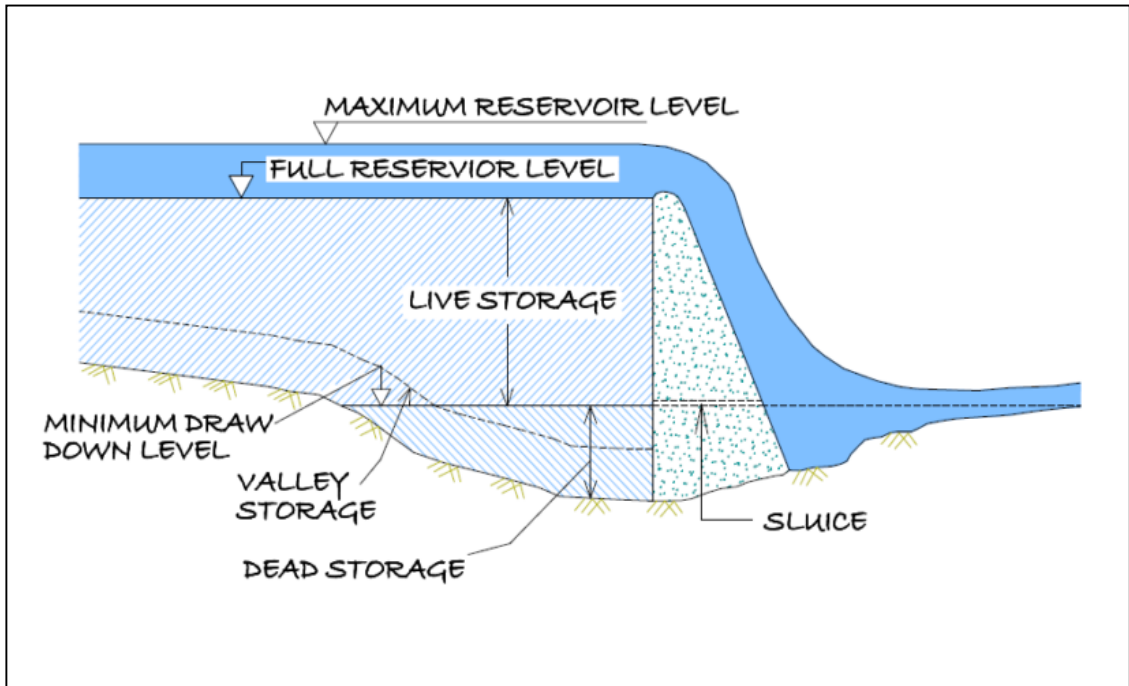 MAXIMUM RESERVOIR LEVEL
FULL RESERVIOR LEVEL
LIVE STORAGE
MINIMUM DRAW
DOWN LEVEL
VALLEY
STORAGE
SLUICE
DEAD STORAGE